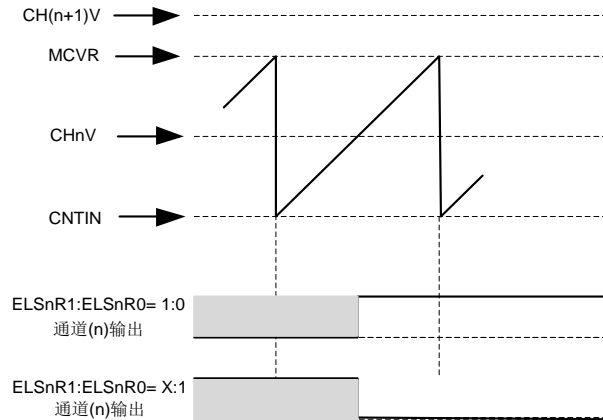 CH(n+1)V
MCVR
CHnV
CNTIN
ELSnR1:ELSnR0= 1:0
通道(n)输出
ELSnR1:ELSnR0= X:1
通道(n)输出